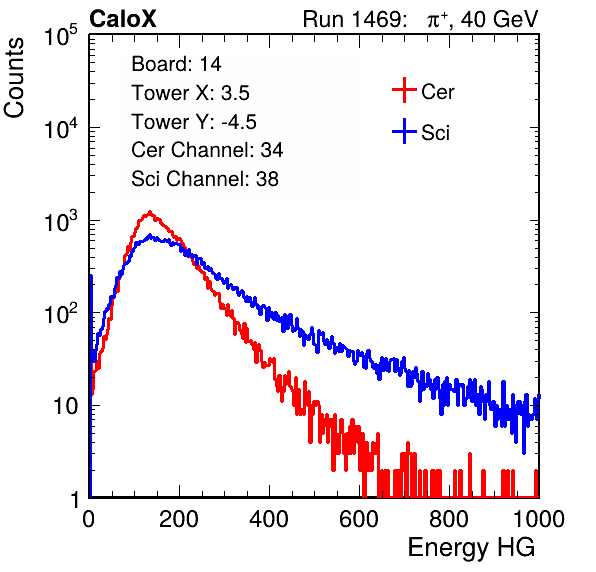 CaloX Run 1469: π⁺, 40 GeV
Counts
10⁵
10⁴
10³
10²
10
1
Board: 14
Tower X: 3.5
Tower Y: -4.5
Cer Channel: 34
Sci Channel: 38
Cer
Sci
0 200 400 600 800 1000
Energy HG